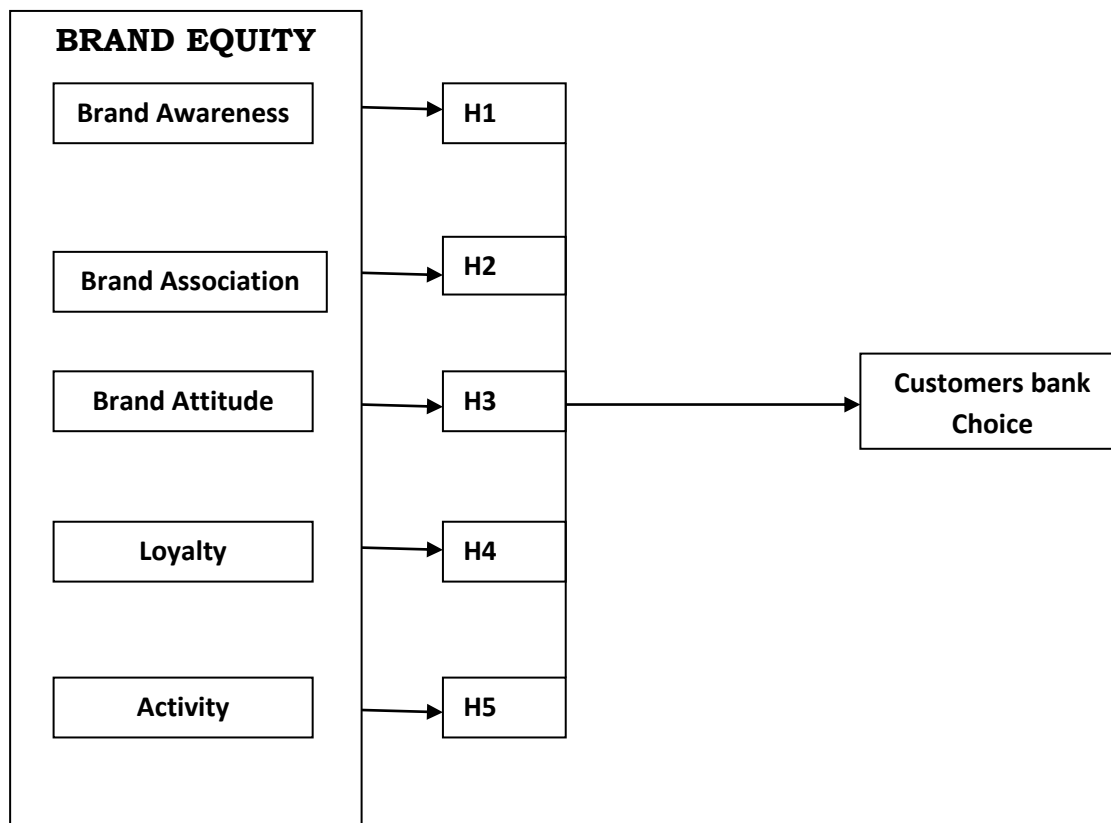 BRAND EQUITY
Brand Awareness
H1
Brand Association
H2
Brand Attitude
H3
Customers bank
Choice
Loyalty
H4
Activity
H5